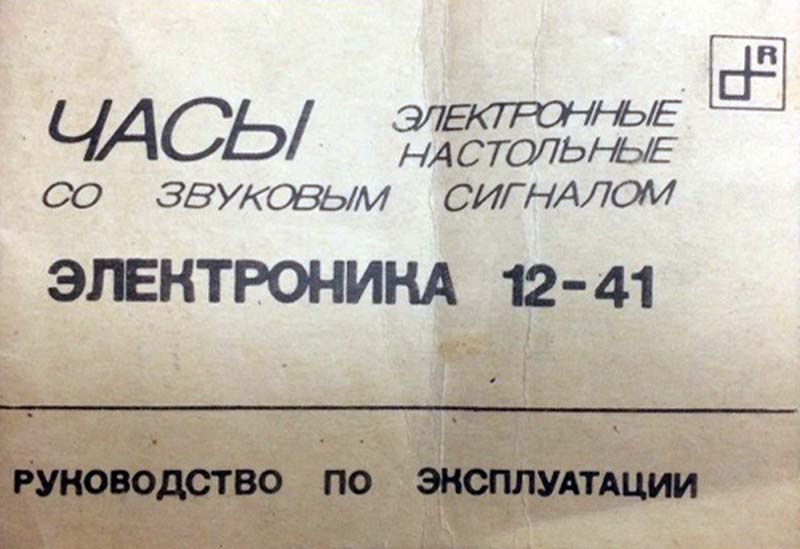 ЧАСЫ ЭЛЕКТРОННЫЕ
НАСТОЛЬНЫЕ
СО ЗВУКОВЫМ СИГНАЛОМ
ЭЛЕКТРОНИКА 12-41
РУКОВОДСТВО ПО ЭКСПЛУАТАЦИИ